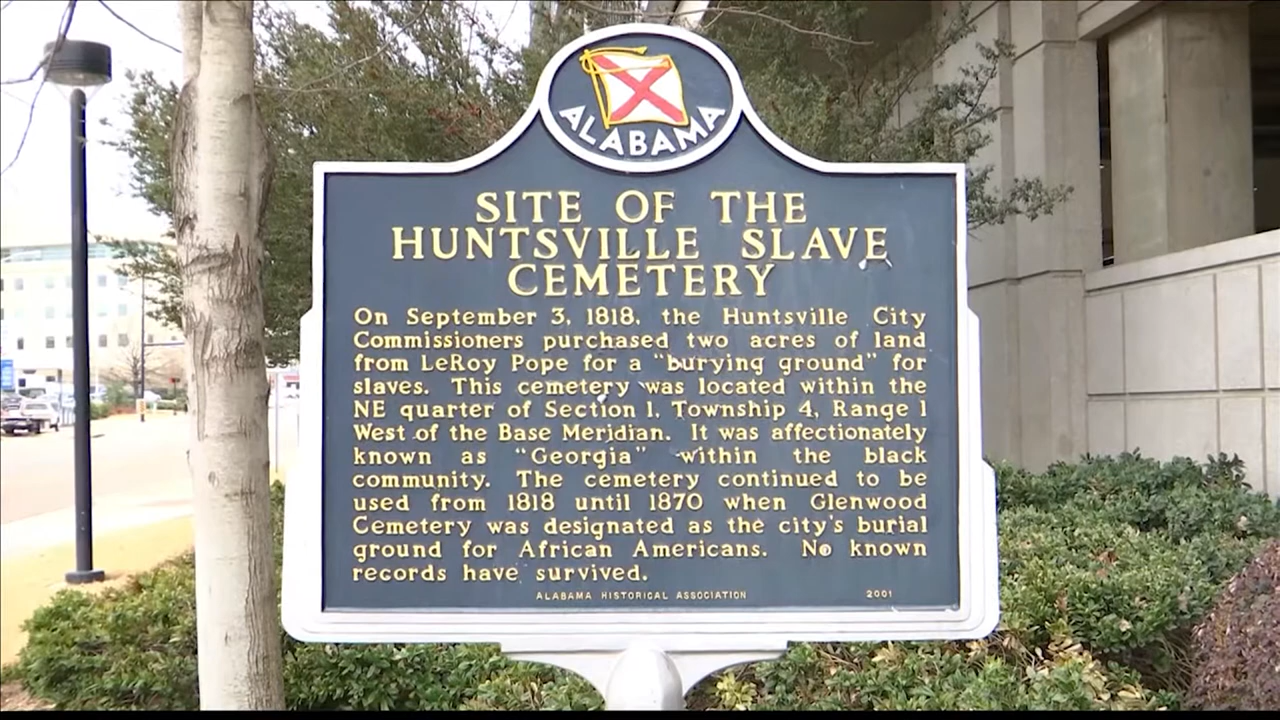 ALABAMA
SITE OF THE
HUNTSVILLE SLAVE
CEMETERY
On September 3, 1818, the Huntsville City
Commissioners purchased two acres of land
from LeRoy Pope for a "burying ground" for
slaves. This cemetery was located within the
NE quarter of Section 1, Township 4, Range 1
West of the Base Meridian. It was affectionately
known as "Georgia" within the black
community. The cemetery continued to be
used from 1818 until 1870 when Glenwood
Cemetery was designated as the city's burial
ground for African Americans. No known
records have survived.
ALABAMA HISTORICAL ASSOCIATION 2001